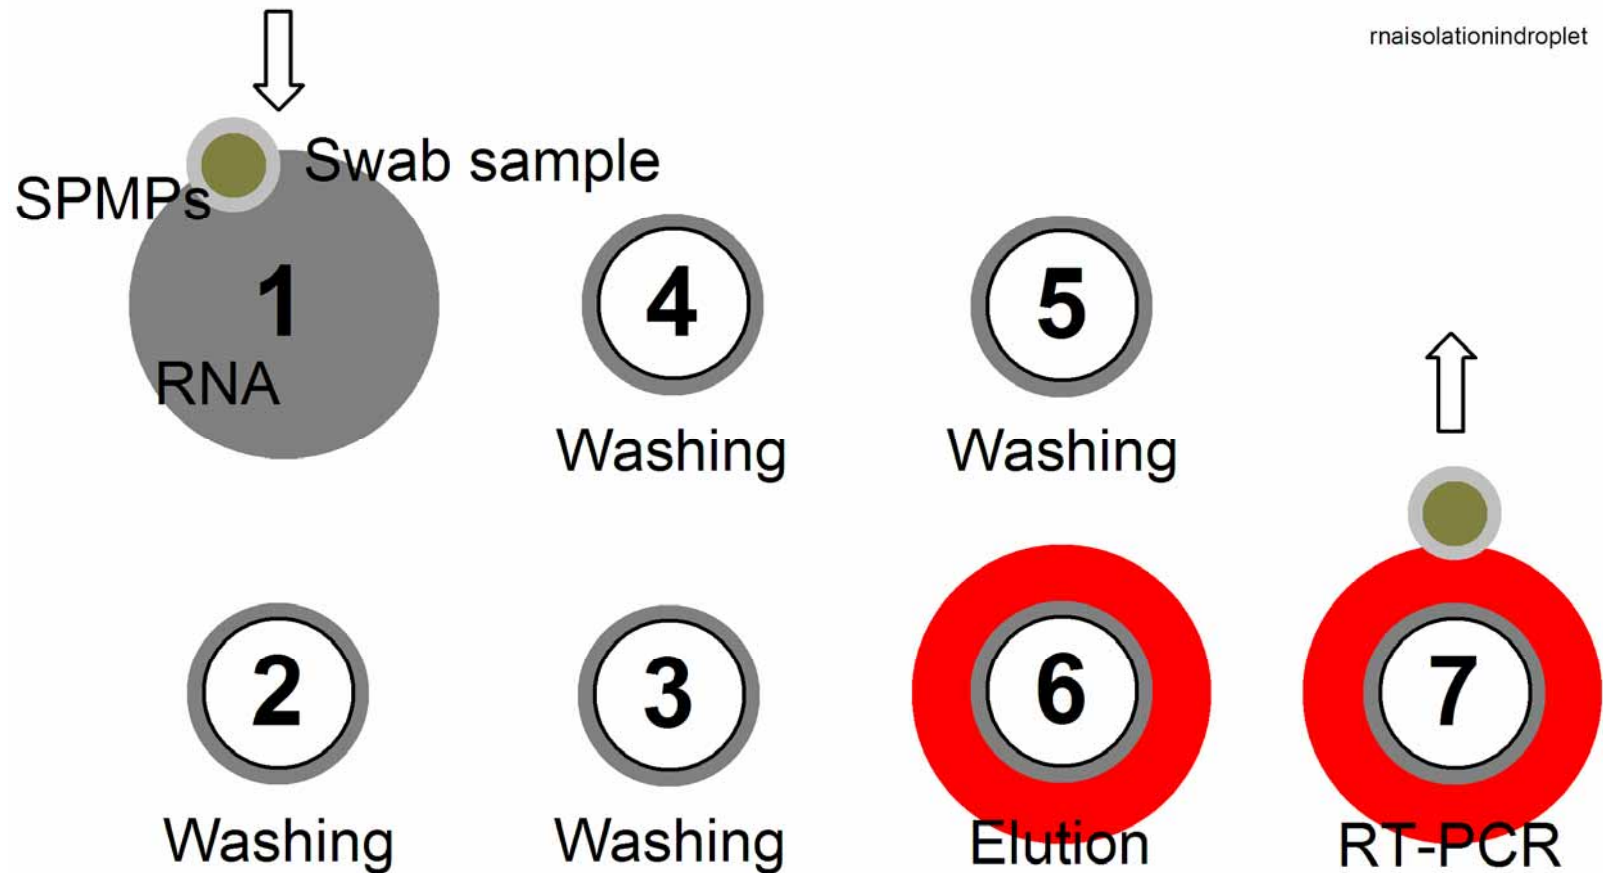 rnaisolationindroplet
Swab sample
SPMPs
1
RNA
4
Washing
5
Washing
2
Washing
3
Washing
6
Elution
7
RT-PCR